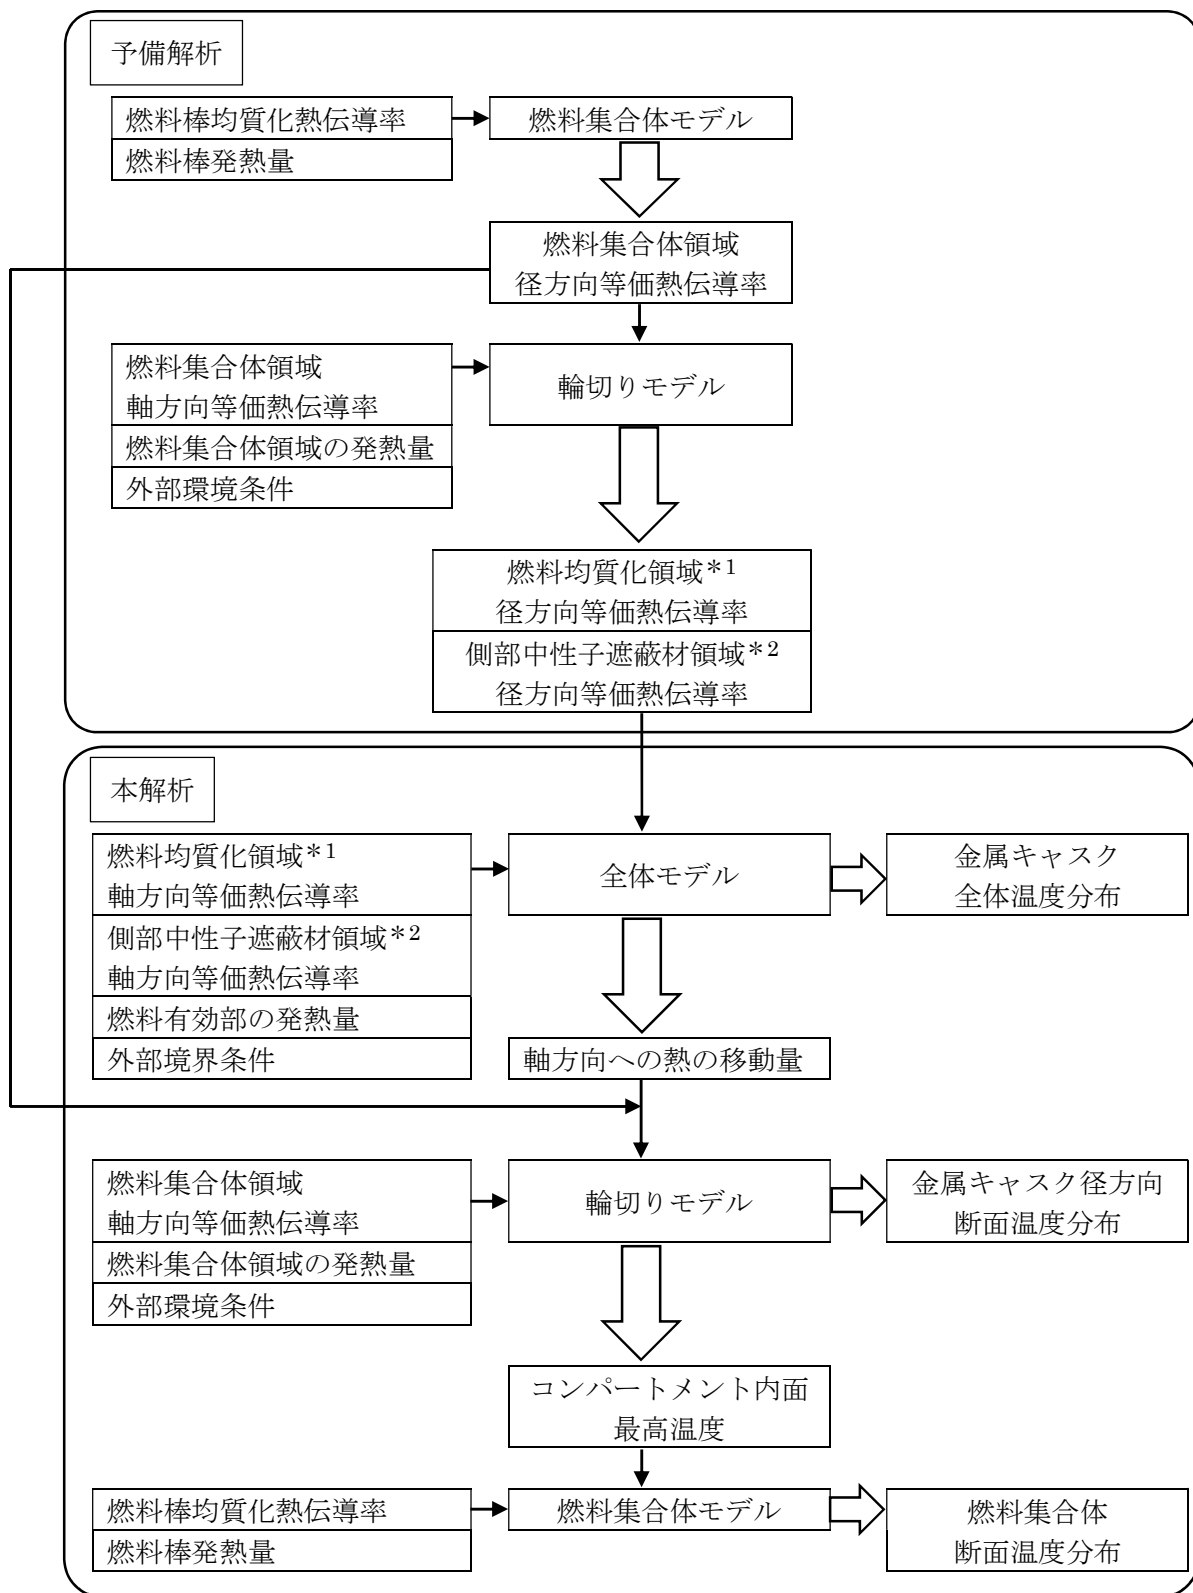 予備解析
燃料棒均質化熱伝導率
燃料棒発熱量
燃料集合体モデル
燃料集合体領域
径方向等価熱伝導率
燃料集合体領域
軸方向等価熱伝導率
燃料集合体領域の発熱量
外部環境条件
輪切りモデル
燃料均質化領域*1
径方向等価熱伝導率
側部中性子遮蔽材領域*2
径方向等価熱伝導率
本解析
燃料均質化領域*1
軸方向等価熱伝導率
側部中性子遮蔽材領域*2
軸方向等価熱伝導率
燃料有効部の発熱量
外部境界条件
全体モデル
金属キャスク
全体温度分布
軸方向への熱の移動量
燃料集合体領域
軸方向等価熱伝導率
燃料集合体領域の発熱量
外部環境条件
輪切りモデル
金属キャスク径方向
断面温度分布
コンパートメント内面
最高温度
燃料棒均質化熱伝導率
燃料棒発熱量
燃料集合体モデル
燃料集合体
断面温度分布